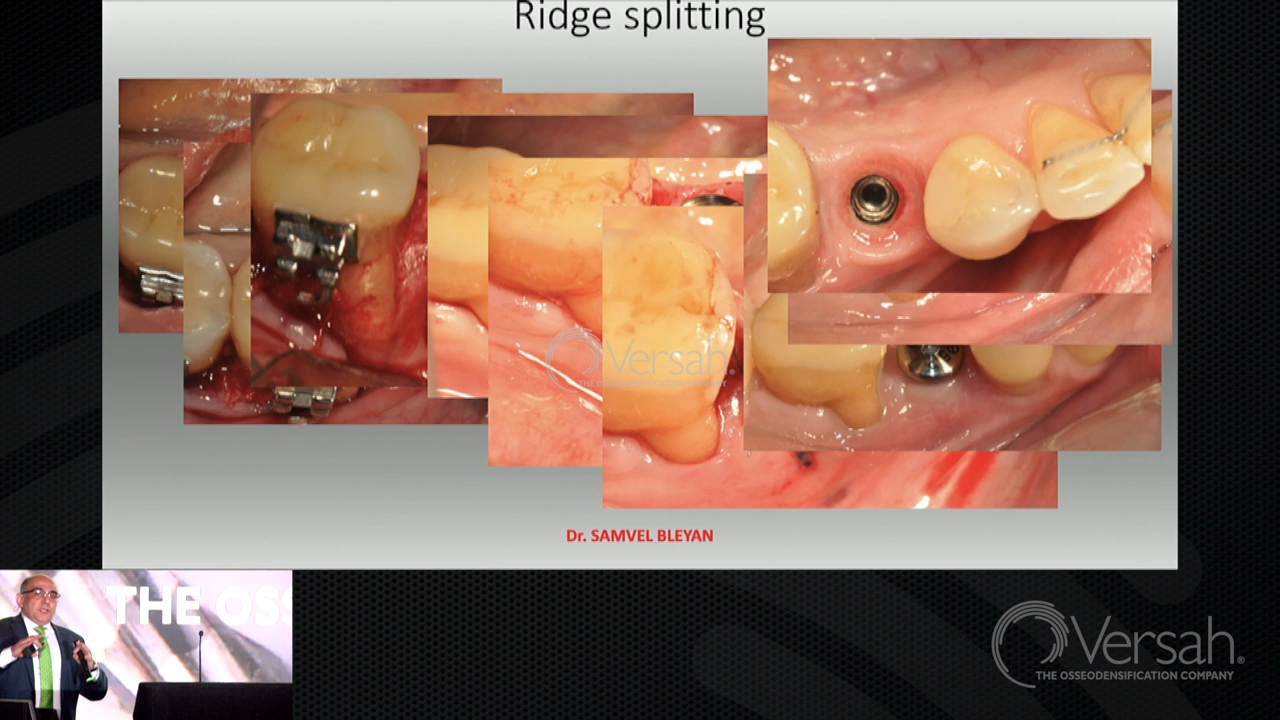 Ridge splitting
Versah®
THE OSSEODENSIFICATION COMPANY
Dr. SAMVEL BLEYAN
THE OSS
Versah®
THE OSSEODENSIFICATION COMPANY